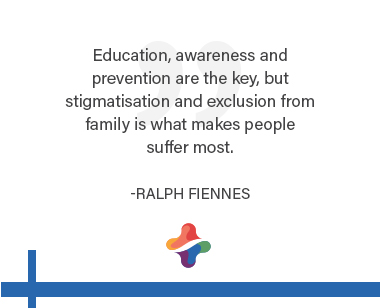 Education, awareness and
prevention are the key, but
stigmatisation and exclusion from
family is what makes people
suffer most.
-RALPH FIENNES